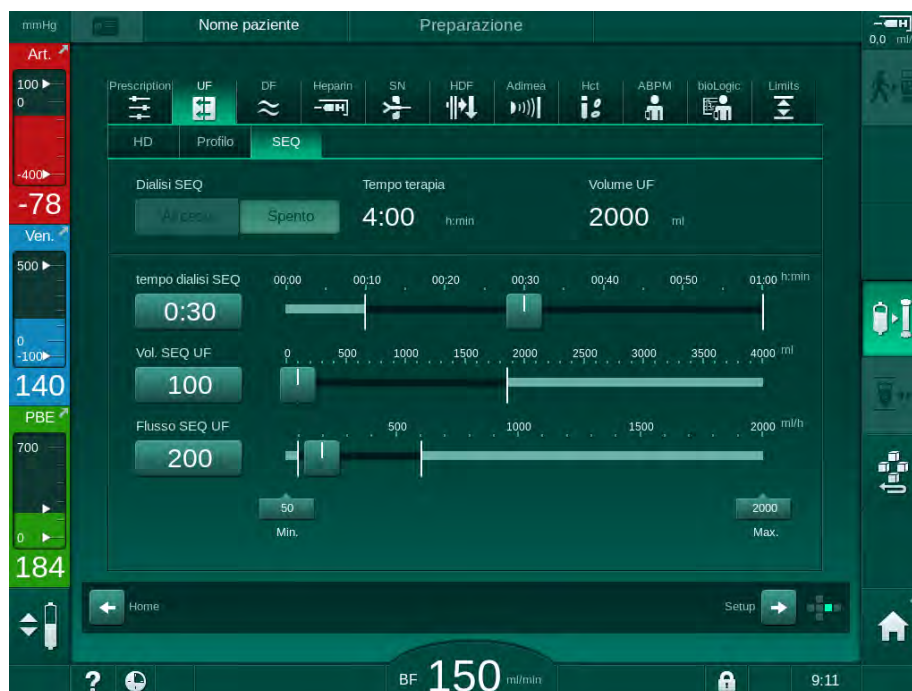 mmHg Nome paziente Preparazione
0,0 ml/
Art.
100
0
-400
-78
Ven.
500
0
-100
140
PBE
700
0
184
Prescription UF DF Heparin SN HDF Adimea Hct ABPM bioLogic Limits
HD Profilo SEQ
Dialisi SEQ Tempo terapia Volume UF
Spento 4:00 h:min 2000 ml
tempo dialisi SEQ 00:00 00:10 00:20 00:30 00:40 00:50 01:00 h:min
0:30
Vol. SEQ UF 0 500 1000 1500 2000 2500 3000 3500 4000 ml
100
Flusso SEQ UF 500 1000 1500 2000 ml/h
200
50 2000
Min. Max.
Home Setup
? BF 150 ml/min 9:11